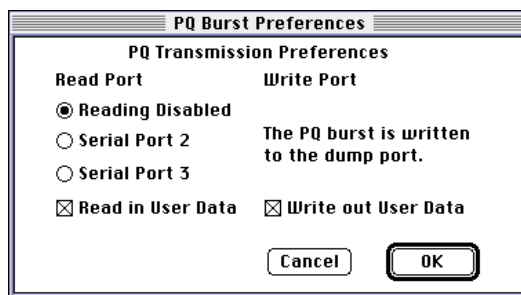 PQ Burst Preferences
PQ Transmission Preferences
Read Port
Write Port
Reading Disabled
Serial Port 2
The PQ burst is written
to the dump port.
Serial Port 3
Read in User Data
Write out User Data
Cancel
OK